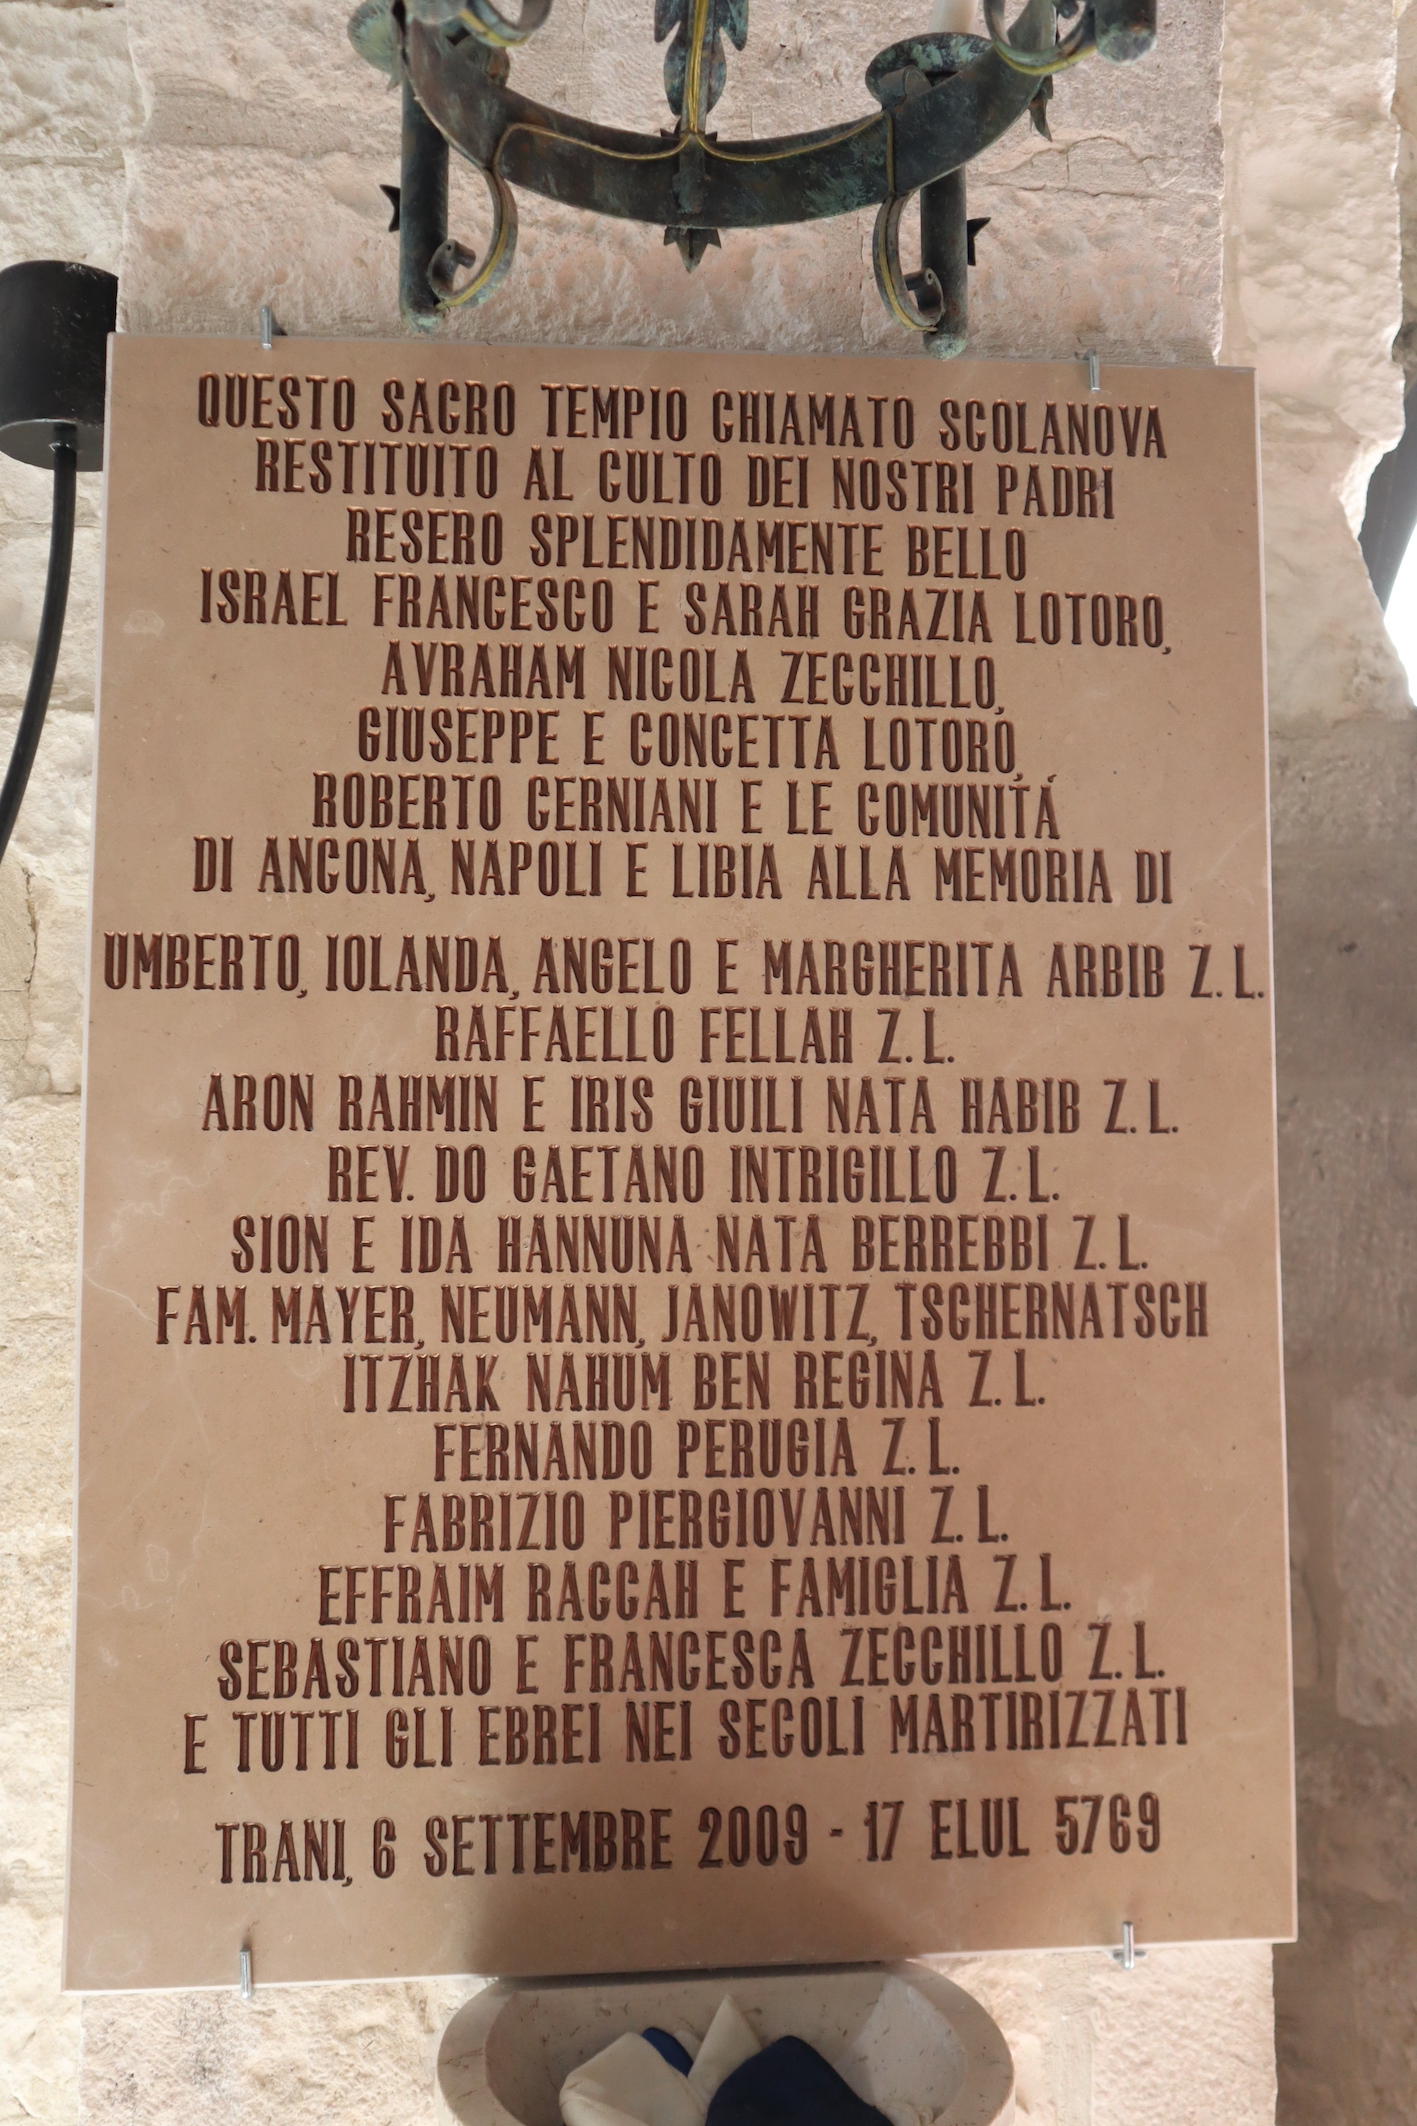 QUESTO SACRO TEMPIO CHIAMATO SCOLANOVA
RESTITUITO AL CULTO DEI NOSTRI PADRI
RESERO SPLENDIDAMENTE BELLO
ISRAEL FRANCESCO E SARAH GRAZIA LOTORO,
AVRAHAM NICOLA ZECCHILLO,
GIUSEPPE E CONCETTA LOTORO,
ROBERTO CERNIANI E LE COMUNITÁ
DI ANCONA, NAPOLI E LIBIA ALLA MEMORIA DI
UMBERTO, IOLANDA, ANGELO E MARGHERITA ARBIB Z.L.
RAFFAELLO FELLAH Z.L.
ARON RAHMIN E IRIS GIUILI NATA HABIB Z.L.
REV. DO GAETANO INTRIGILLO Z.L.
SION E IDA HANNUNA NATA BERREBBI Z.L.
FAM. MAYER, NEUMANN, JANOWITZ, TSCHERNATSCH
ITZHAK NAHUM BEN REGINA Z.L.
FERNANDO PERUGIA Z.L.
FABRIZIO PIERGIOVANNI Z.L.
EFFRAIM RACCAH E FAMIGLIA Z.L.
SEBASTIANO E FRANCESCA ZECCHILLO Z.L.
E TUTTI GLI EBREI NEI SECOLI MARTIRIZZATI
TRANI, 6 SETTEMBRE 2009 - 17 ELUL 5769